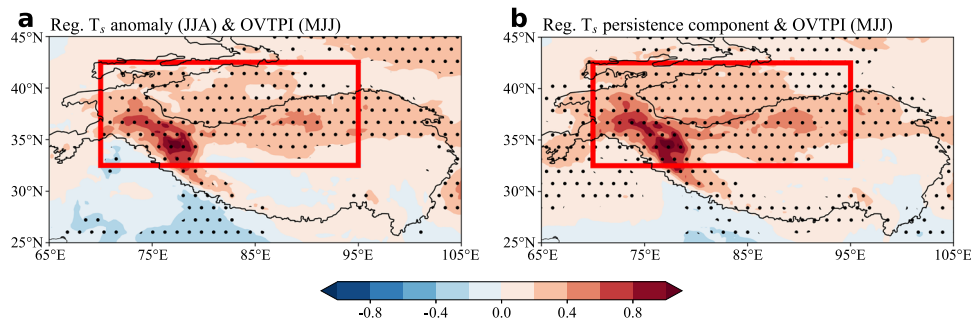 a Reg. Tₛ anomaly (JJA) & OVTPI (MJJ)
45°N
40°N
35°N
30°N
25°N
65°E 75°E 85°E 95°E 105°E
b Reg. Tₛ persistence component & OVTPI (MJJ)
45°N
40°N
35°N
30°N
25°N
65°E 75°E 85°E 95°E 105°E
-0.8 -0.4 0.0 0.4 0.8